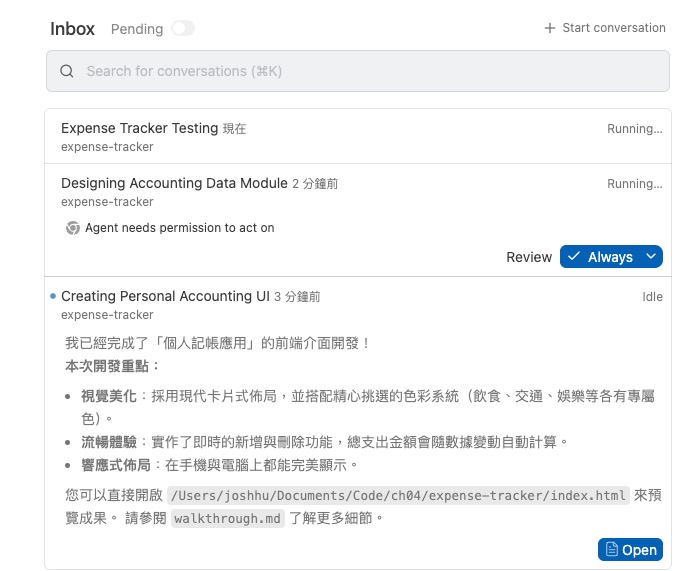 Inbox Pending + Start conversation
Search for conversations (⌘K)
Expense Tracker Testing 現在 Running...
expense-tracker
Designing Accounting Data Module 2 分鐘前 Running...
expense-tracker
Agent needs permission to act on
Review ✓ Always
Creating Personal Accounting UI 3 分鐘前 Idle
expense-tracker
我已經完成了「個人記帳應用」的前端介面開發！
本次開發重點：
• 視覺美化：採用現代卡片式佈局，並搭配精心挑選的色彩系統（飲食、交通、娛樂等各有專屬
色）。
• 流暢體驗：實作了即時的新增與刪除功能，總支出金額會隨數據變動自動計算。
• 響應式佈局：在手機與電腦上都能完美顯示。
您可以直接開啟 /Users/joshhu/Documents/Code/ch04/expense-tracker/index.html 來預
覽成果。 請參閱 walkthrough.md 了解更多細節。
Open